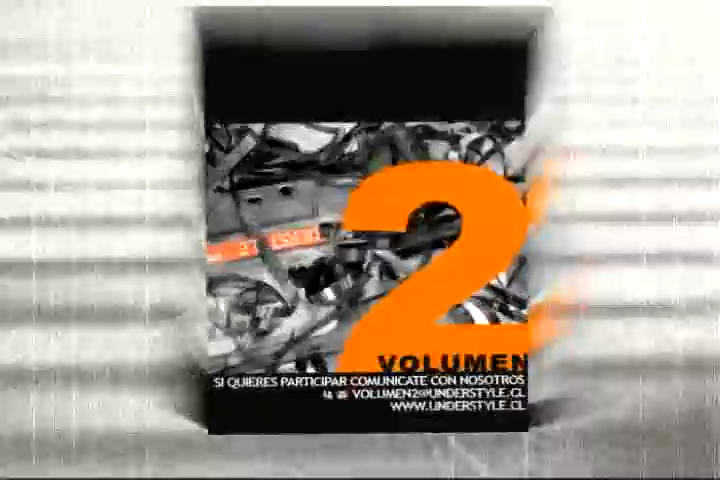 2
VOLUMEN
SI QUIERES PARTICIPAR COMUNICATE CON NOSOTROS
VOLUMEN2@UNDERSTYLE.CL
WWW.UNDERSTYLE.CL